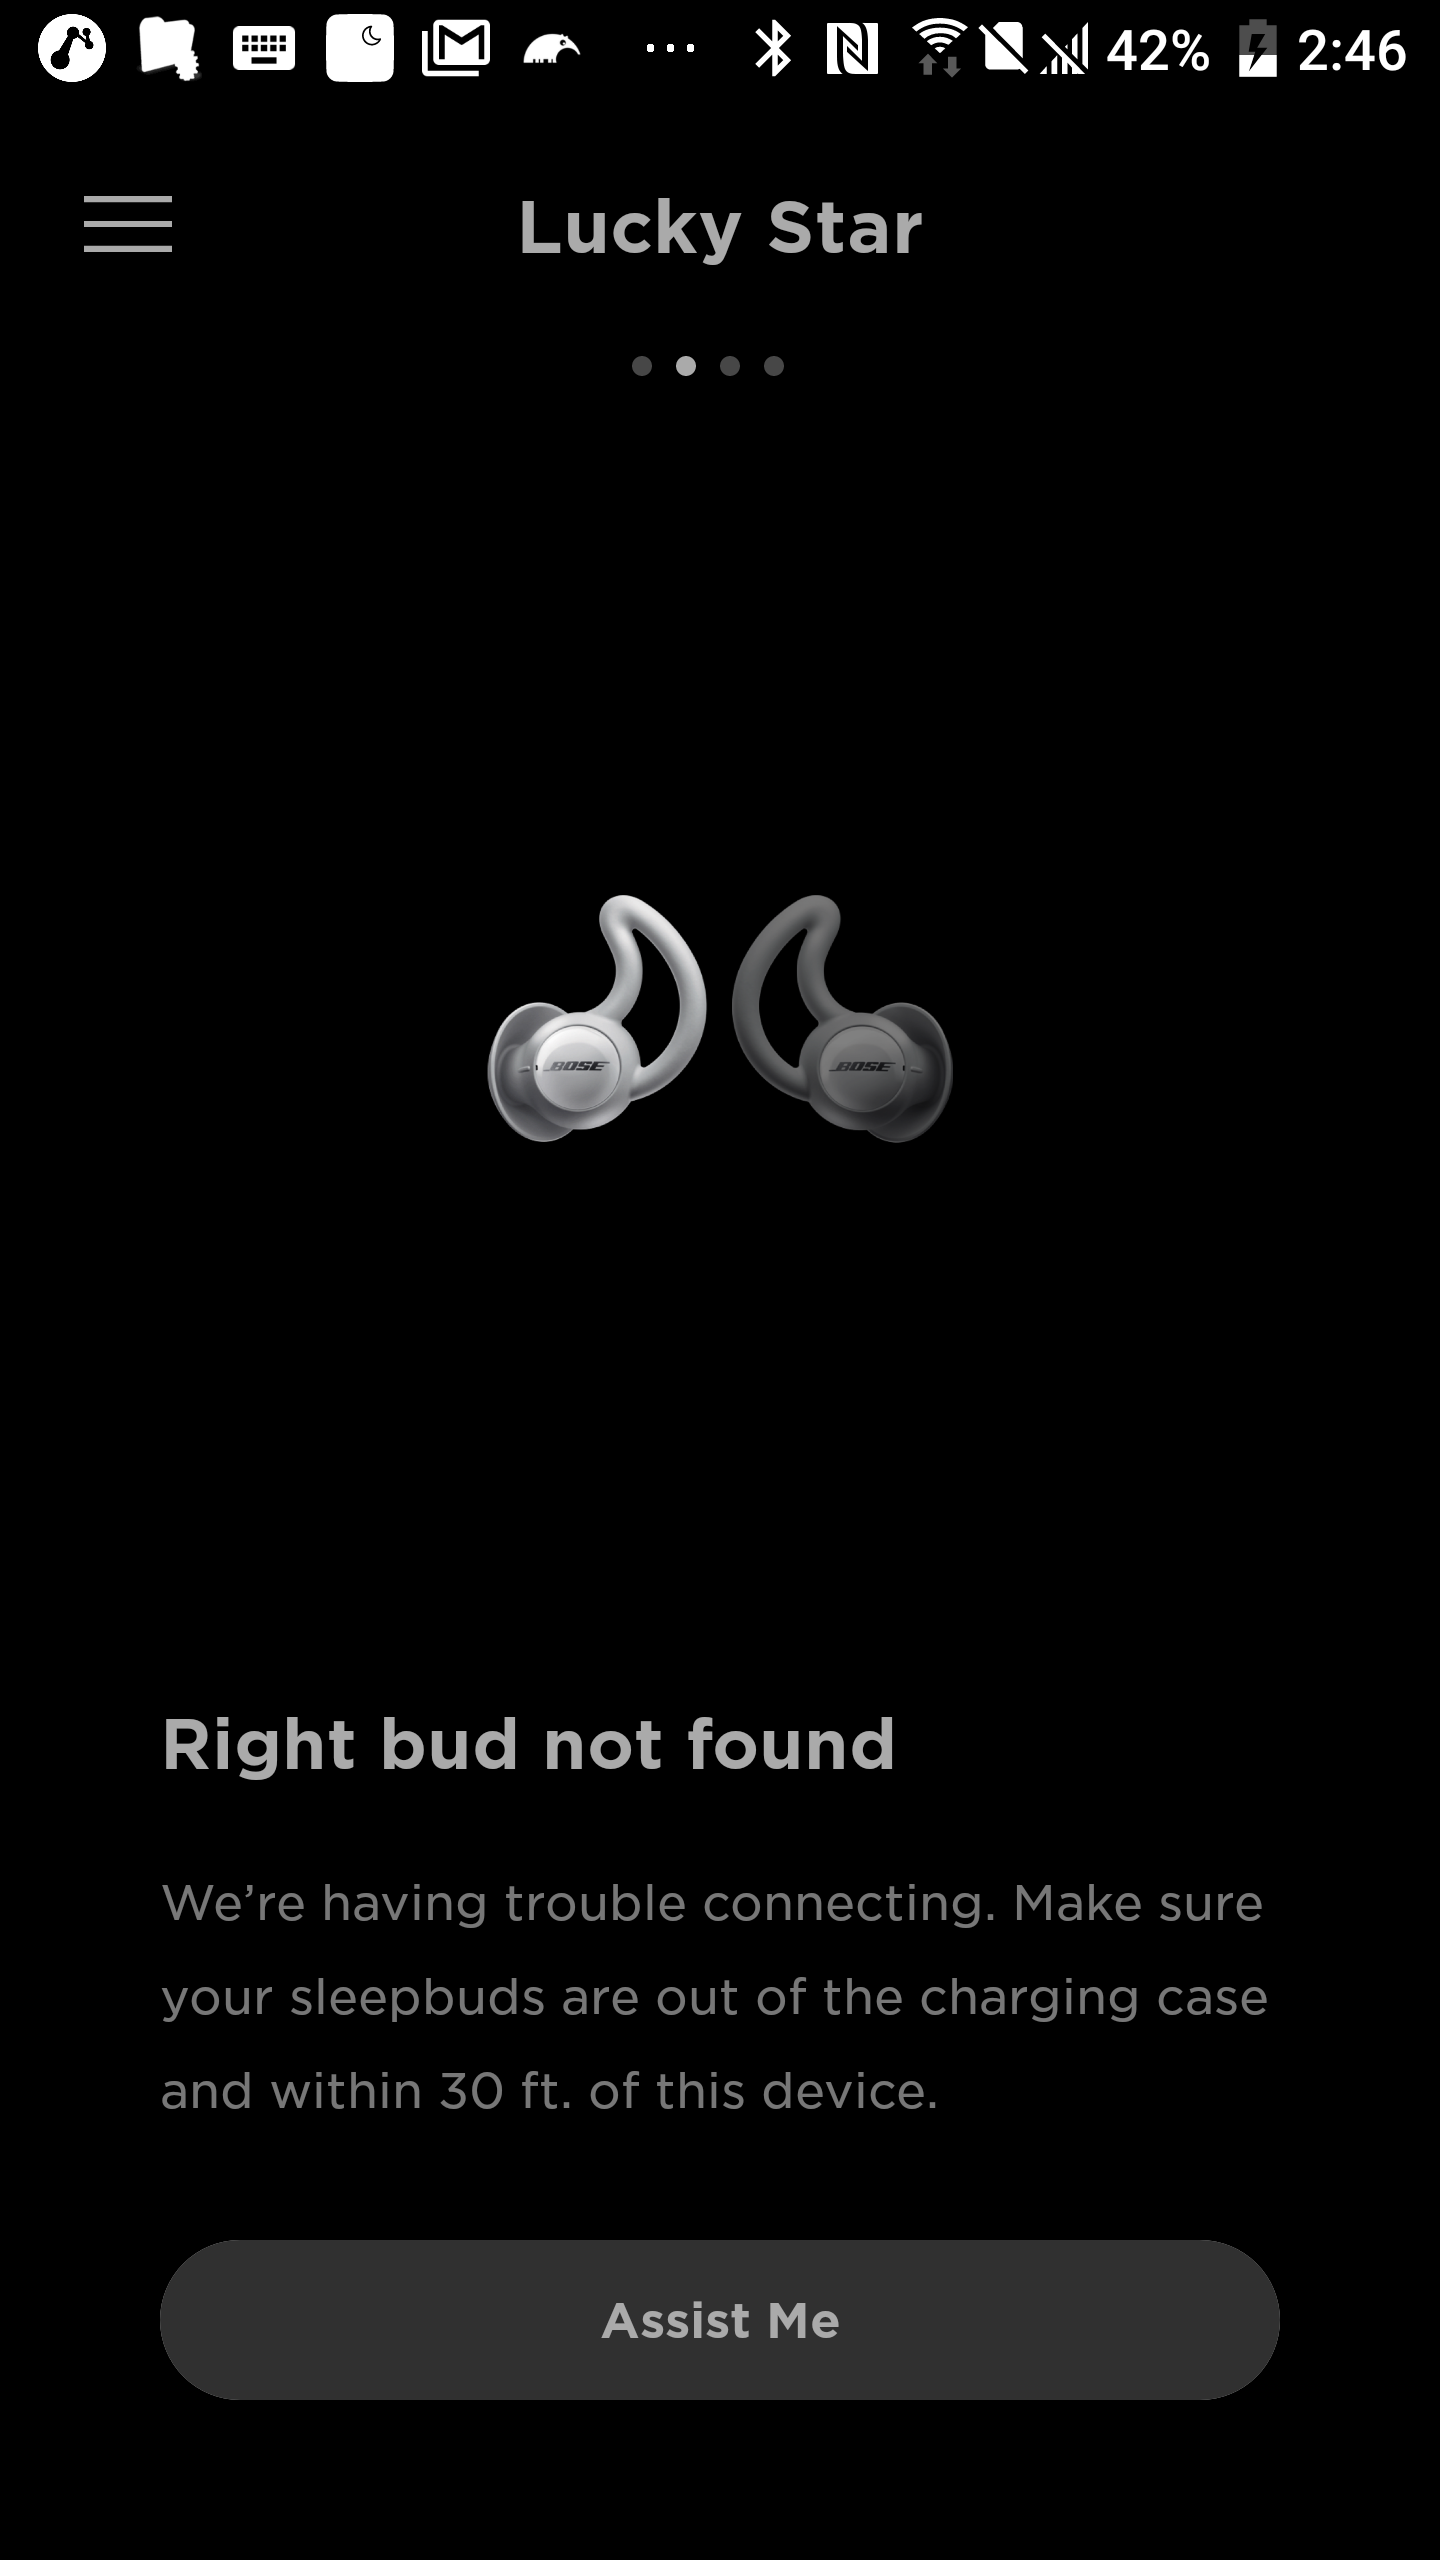 42% 2:46
Lucky Star
BOSE BOSE
Right bud not found
We’re having trouble connecting. Make sure
your sleepbuds are out of the charging case
and within 30 ft. of this device.
Assist Me